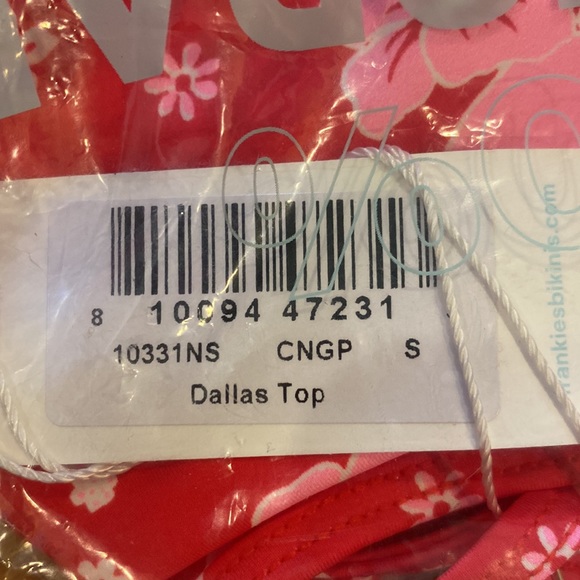 %
8 10094 47231
10331NS CNGP S
Dallas Top
frankiesbikinis.com